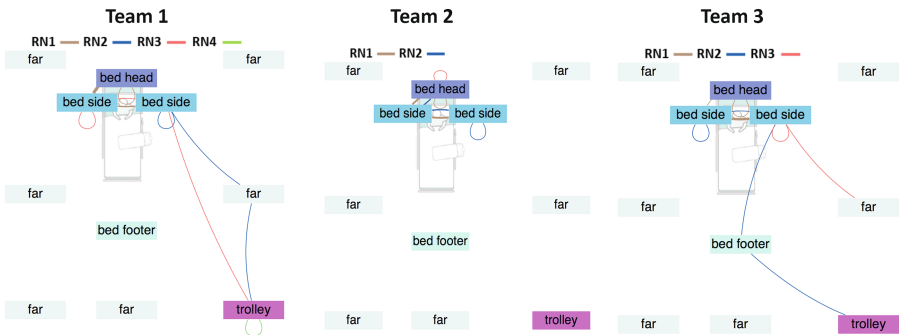 Team 1
RN1 RN2 RN3 RN4
far far
bed head
bed side bed side
far far
bed footer
far far trolley
Team 2
RN1 RN2
far far
bed head
bed side bed side
far far
bed footer
far far trolley
Team 3
RN1 RN2 RN3
far far
bed head
bed side bed side
far far
bed footer
far far trolley